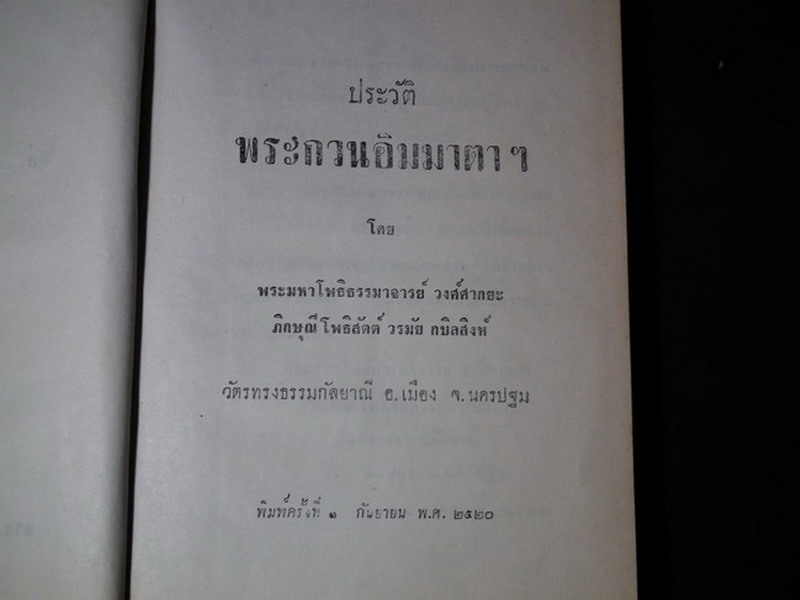 ประวัติ
พระกวนอิมมาตา ฯ
โดย
พระมหาโพธิธรรมาจารย์ วงศ์ศากยะ
ภิกษุณีโพธิสัตต์ วรมัย กบิลสิงห์
วัตรทรงธรรมกัลยาณี อ.เมือง จ.นครปฐม
พิมพ์ครั้งที่ ๑ กันยายน พ.ศ. ๒๕๒๐